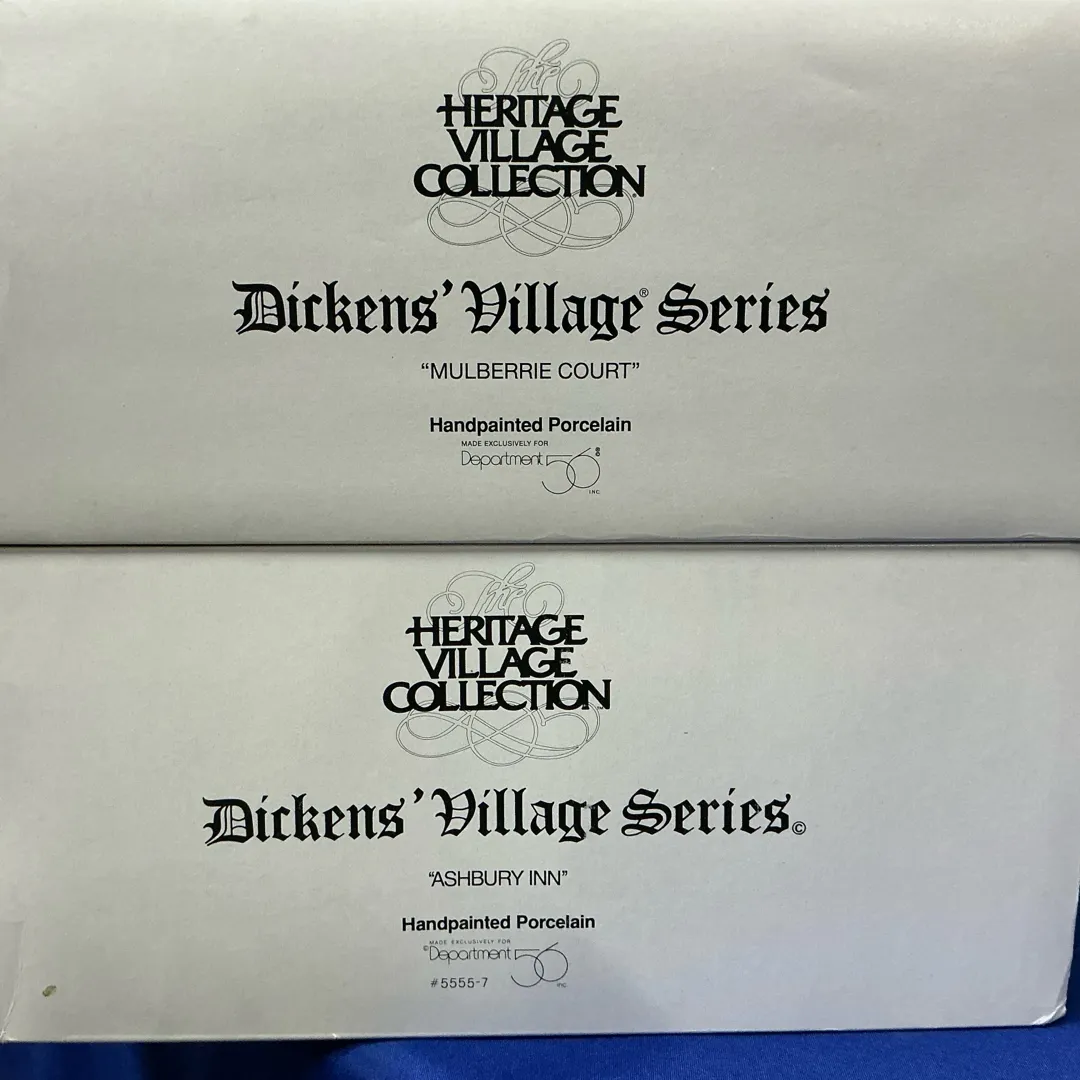 The
HERITAGE
VILLAGE
COLLECTION
Dickens' Village® Series
“MULBERRIE COURT”
Handpainted Porcelain
MADE EXCLUSIVELY FOR
Department 56®
INC
The
HERITAGE
VILLAGE
COLLECTION
Dickens' Village Series©
“ASHBURY INN”
Handpainted Porcelain
MADE EXCLUSIVELY FOR
©Department 56
#5555-7 INC